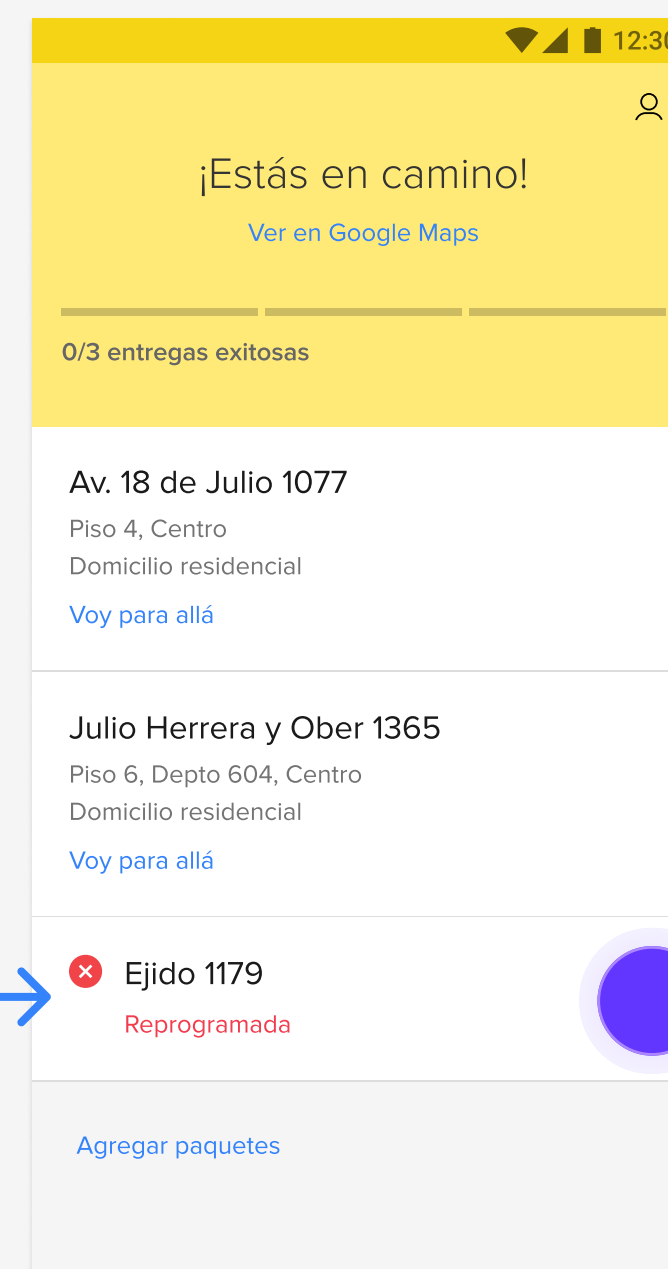 ¡Estás en camino!
Ver en Google Maps
0/3 entregas exitosas
Av. 18 de Julio 1077
Piso 4, Centro
Domicilio residencial
Voy para allá
Julio Herrera y Ober 1365
Piso 6, Depto 604, Centro
Domicilio residencial
Voy para allá
Ejido 1179
Reprogramada
Agregar paquetes